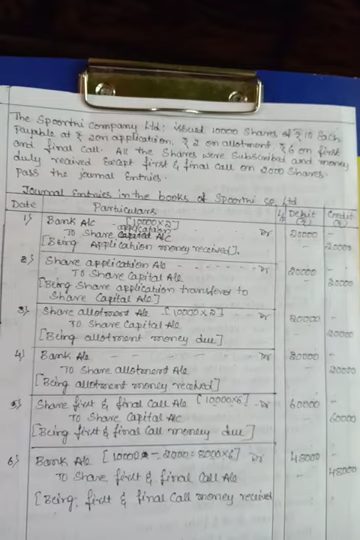 The Spoorthi Company Ltd: issued 10000 Shares of ₹ 10 Each
Payable at ₹ 2 on application, ₹ 2 on allotment ₹ 6 on first
and final Call. All the Shares were Subscribed and money
duly received Except first & final call on 2000 Shares.
Pass the journal Entries.
Journal Entries in the books of Spoorthi co Ltd
Date Particulars Debit (₹) Credit (₹)
1) Bank A/c [10000×2] Dr 20000 -
To Share application A/c - 20000
[Being Application money received].
2) Share application A/c - - - - - - Dr 20000 -
To Share Capital A/c - 20000
[Being Share application transfer to
Share Capital A/c]
3) Share allotment A/c [10000×2] Dr 20000 -
To Share Capital A/c - 20000
[Being allotment money due]
4) Bank A/c - - - - Dr 20000 -
To Share allotment A/c - 20000
[Being allotment money received]
5) Share first & final Call A/c [10000×6] Dr 60000 -
To Share Capital A/c - 60000
[Being first & final call money due]
6) Bank A/c [10000 - 2000 = 8000×6] Dr 48000 -
To Share first & final Call A/c - 48000
[Being first & final Call money received